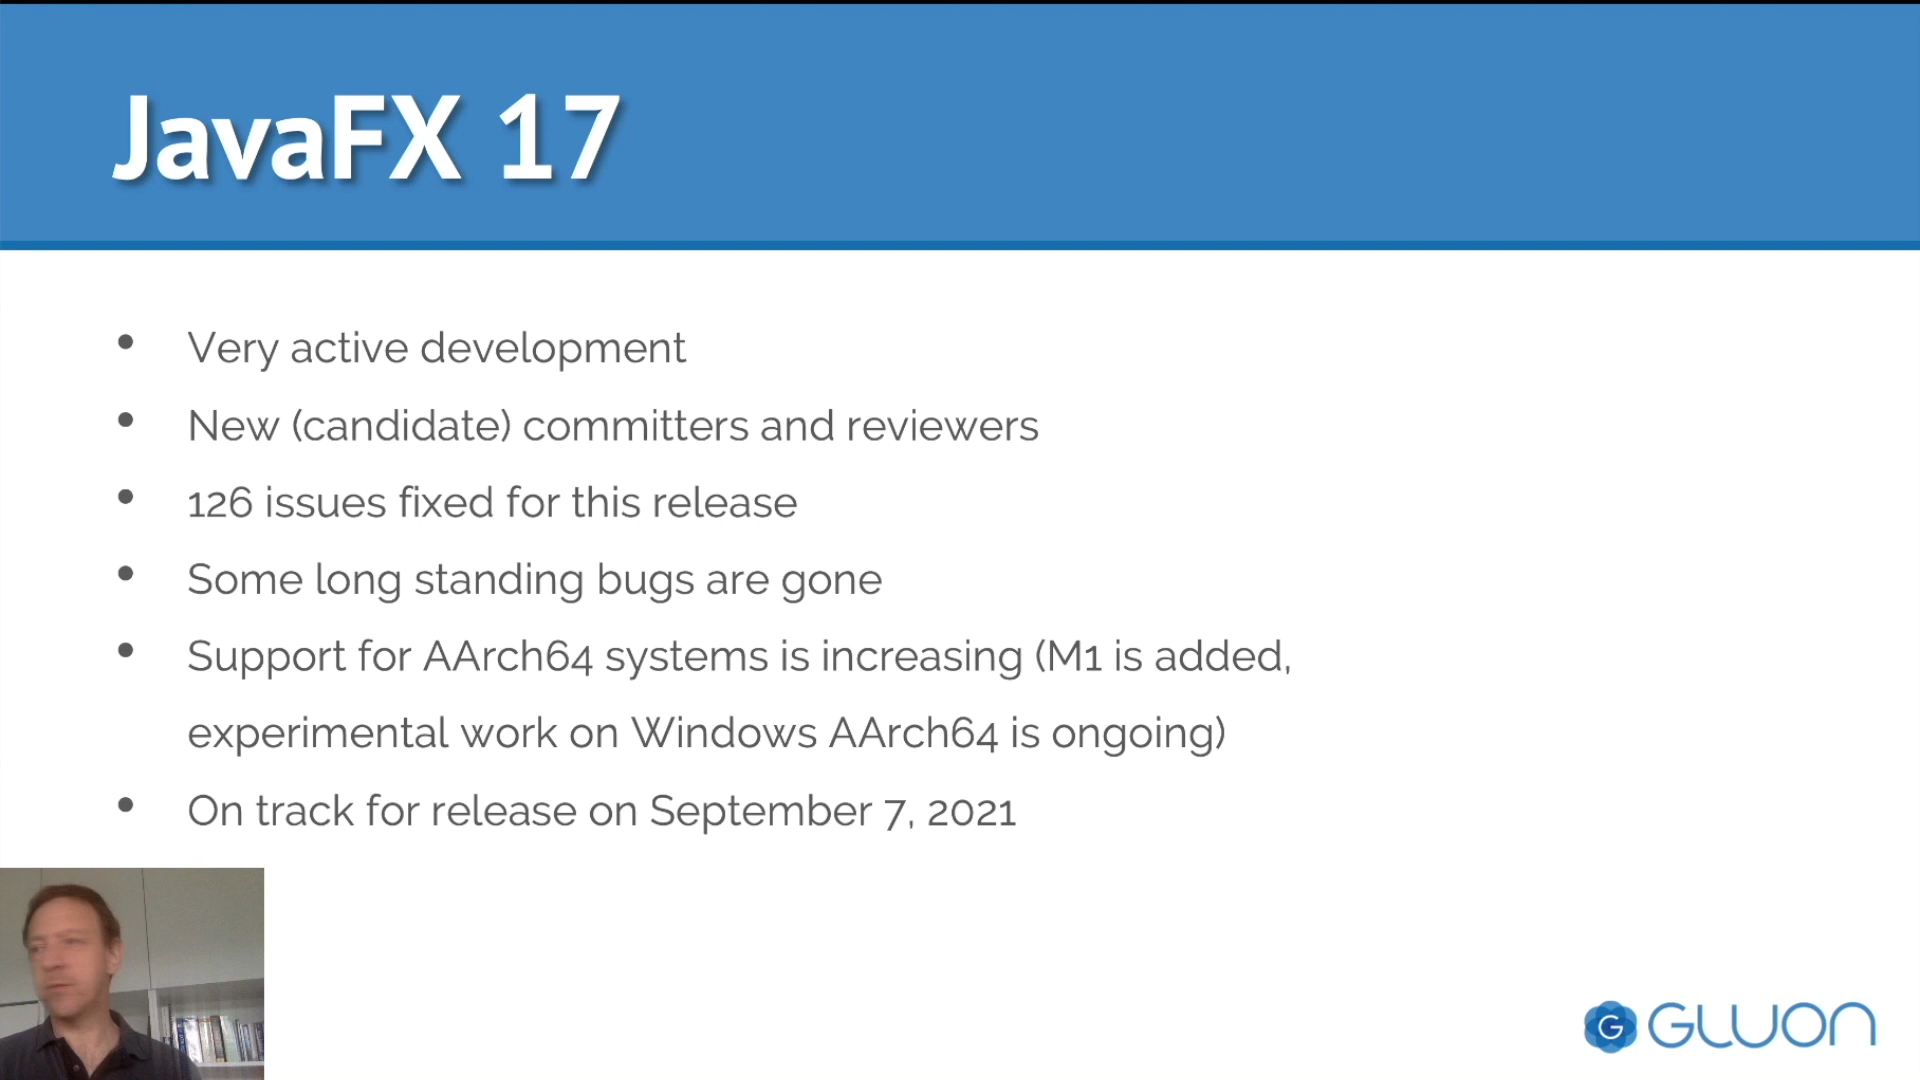 JavaFX 17
• Very active development
• New (candidate) committers and reviewers
• 126 issues fixed for this release
• Some long standing bugs are gone
• Support for AArch64 systems is increasing (M1 is added,
experimental work on Windows AArch64 is ongoing)
• On track for release on September 7, 2021
G GLUON